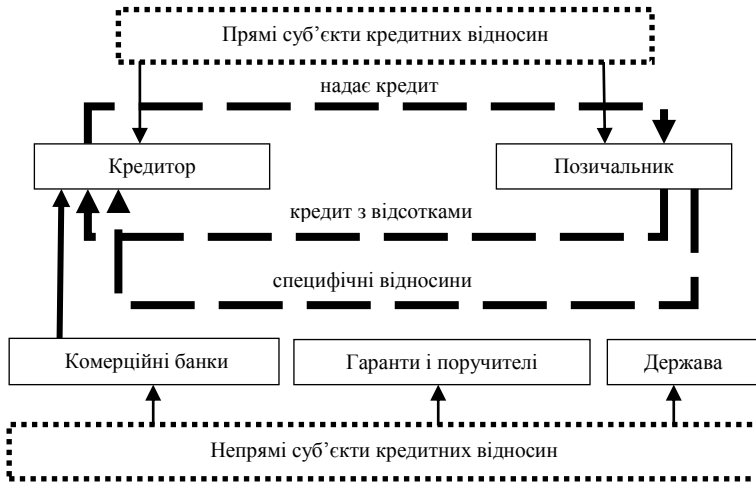 Прямі суб’єкти кредитних відносин
надає кредит
Кредитор
Позичальник
кредит з відсотками
специфічні відносини
Комерційні банки
Гаранти і поручителі
Держава
Непрямі суб’єкти кредитних відносин